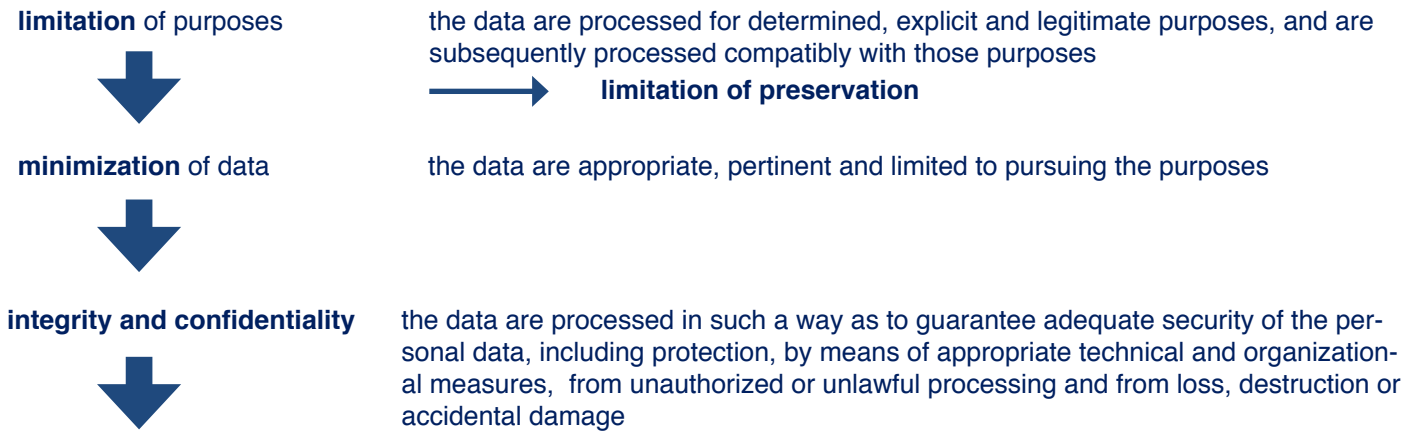 limitation of purposes
the data are processed for determined, explicit and legitimate purposes, and are
subsequently processed compatibly with those purposes
limitation of preservation
minimization of data
the data are appropriate, pertinent and limited to pursuing the purposes
integrity and confidentiality
the data are processed in such a way as to guarantee adequate security of the per-
sonal data, including protection, by means of appropriate technical and organization-
al measures,  from unauthorized or unlawful processing and from loss, destruction or
accidental damage